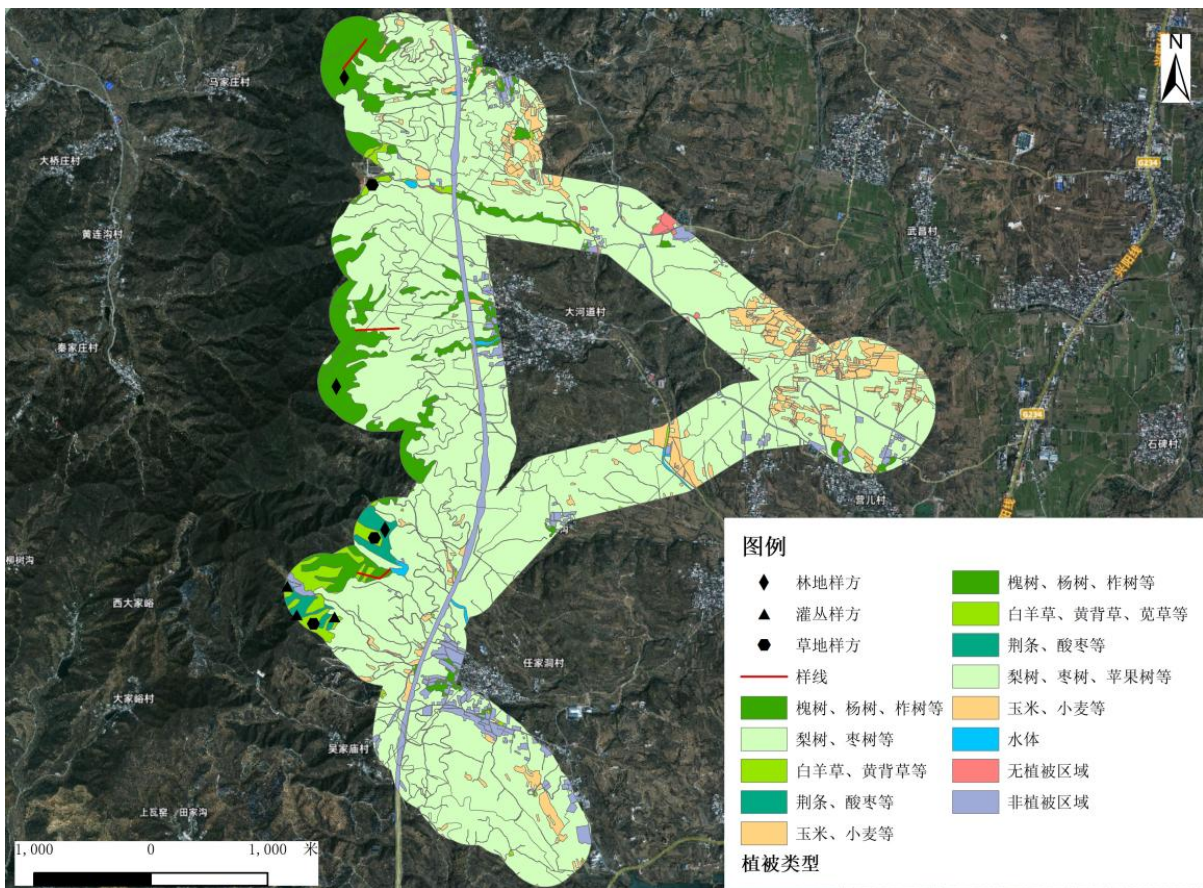 N
马家庄村
大桥庄村
黄连沟村
秦家庄村
大河道村
武昌村
G234
兴阳线
G234
石碑村
营儿村
柳树沟
西大家峪
大家峪村
任家洞村
吴家庙村
上瓦窑
田家沟
1,000
0
1,000
米
图例
林地样方
灌丛样方
草地样方
样线
槐树、杨树、柞树等
梨树、枣树等
白羊草、黄背草等
荆条、酸枣等
玉米、小麦等
槐树、杨树、柞树等
白羊草、黄背草、苋草等
荆条、酸枣等
梨树、枣树、苹果树等
玉米、小麦等
水体
无植被区域
非植被区域
植被类型